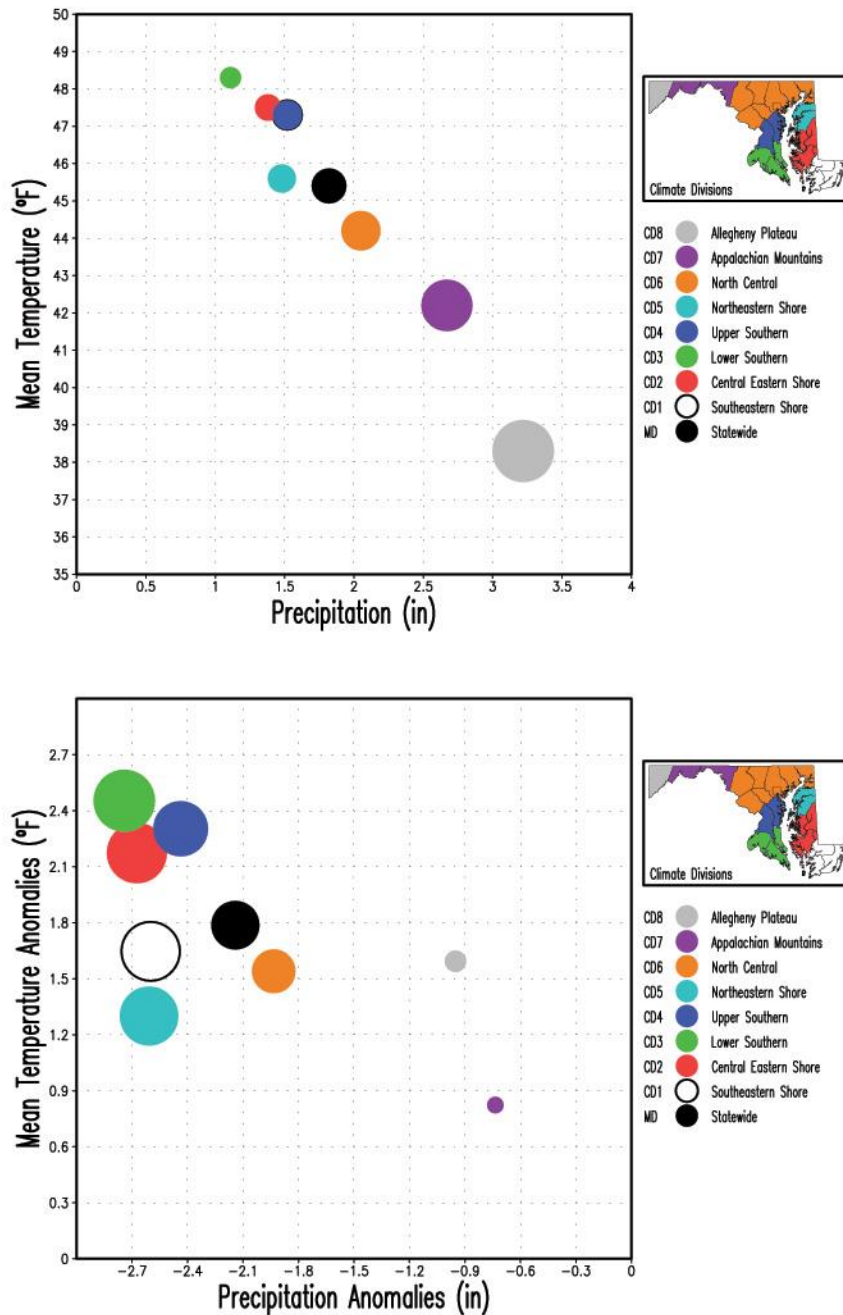 50
49
48
47
46
45
44
43
42
41
40
39
38
37
36
35
Mean Temperature (ºF)
0 0.5 1 1.5 2 2.5 3 3.5 4
Precipitation (in)
Climate Divisions
CD8 Allegheny Plateau
CD7 Appalachian Mountains
CD6 North Central
CD5 Northeastern Shore
CD4 Upper Southern
CD3 Lower Southern
CD2 Central Eastern Shore
CD1 Southeastern Shore
MD Statewide
2.7
2.4
2.1
1.8
1.5
1.2
0.9
0.6
0.3
0
Mean Temperature Anomalies (ºF)
−2.7 −2.4 −2.1 −1.8 −1.5 −1.2 −0.9 −0.6 −0.3 0
Precipitation Anomalies (in)
Climate Divisions
CD8 Allegheny Plateau
CD7 Appalachian Mountains
CD6 North Central
CD5 Northeastern Shore
CD4 Upper Southern
CD3 Lower Southern
CD2 Central Eastern Shore
CD1 Southeastern Shore
MD Statewide